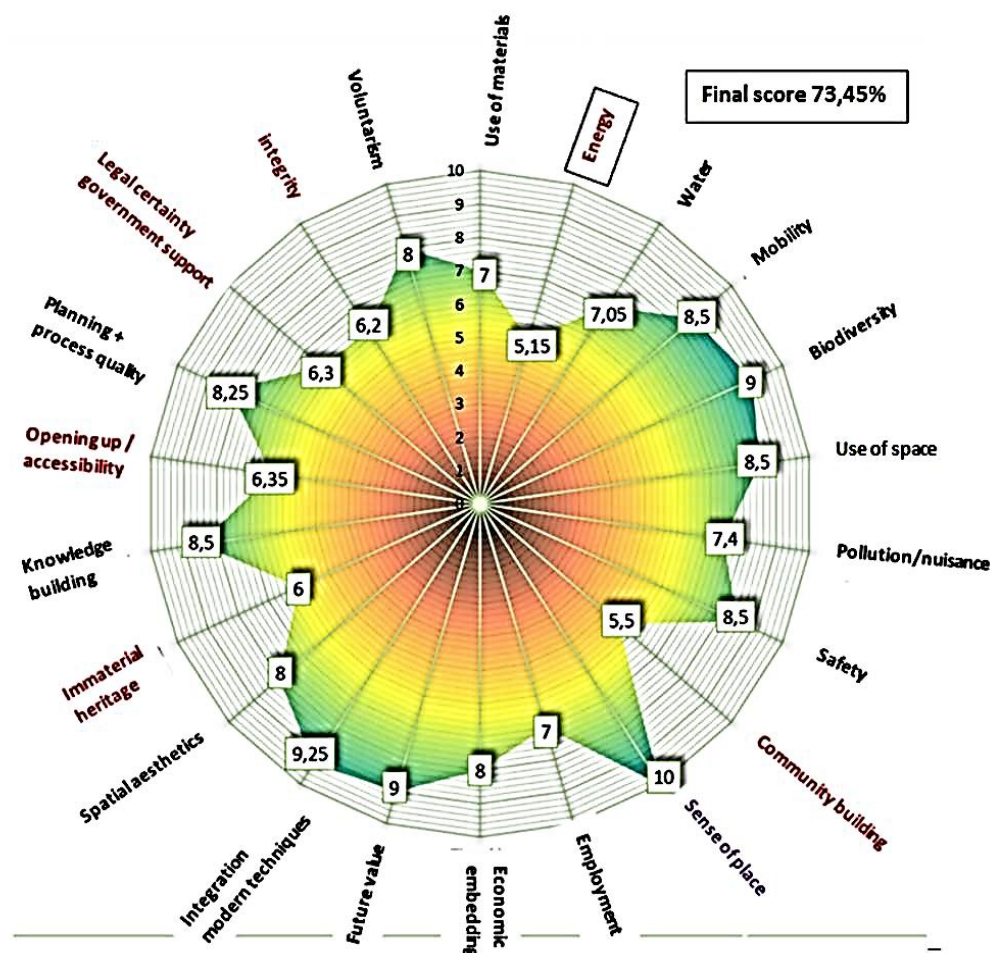 Final score 73,45%
Use of materials
Energy
Water
Mobility
Biodiversity
Use of space
Pollution/nuisance
Safety
Community building
Sense of place
Employment
Economic
embedding
Future value
Integration
modern techniques
Spatial aesthetics
Immaterial
heritage
Knowledge
building
Opening up /
accessibility
Planning +
process quality
Legal certainty
government support
integrity
Voluntarism
10
9
8
7
6
5
4
3
2
1
0
7
5,15
7,05
8,5
9
8,5
7,4
8,5
5,5
10
7
8
9
9,25
8
6
8,5
6,35
8,25
6,3
6,2
8